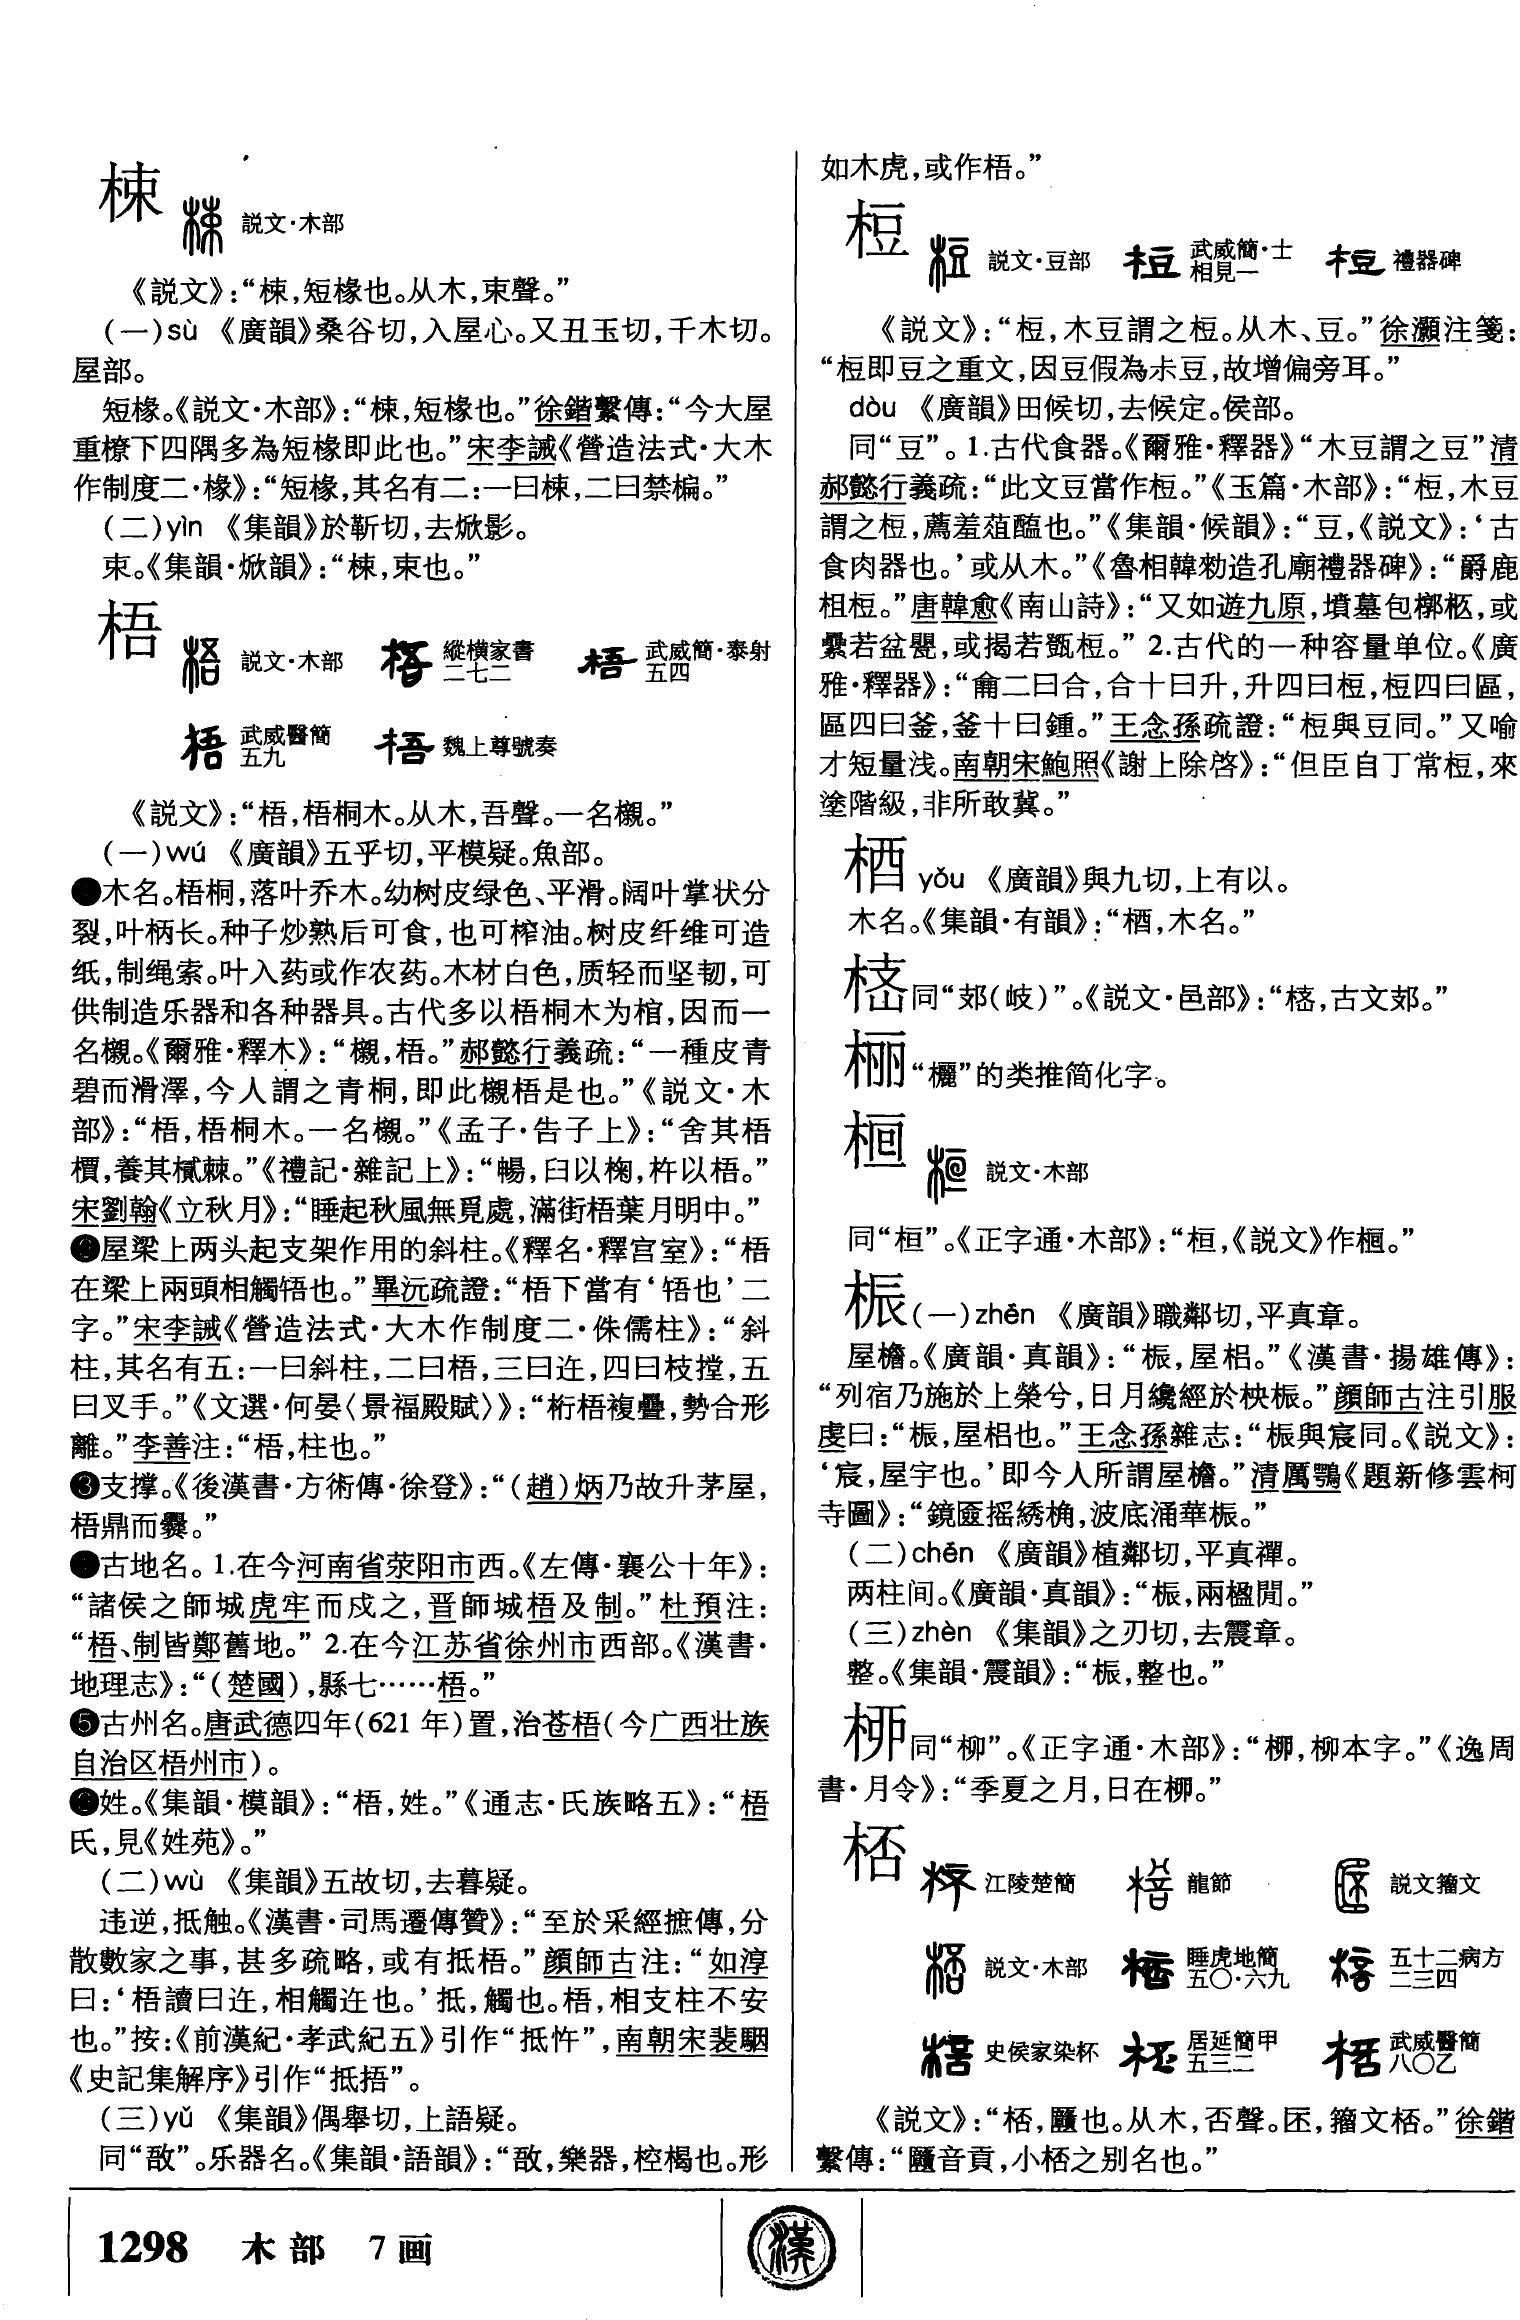 梀
説文·木部
《説文》：“梀，短椽也。从木，束聲。”
(一)sù 《廣韻》桑谷切，入屋心。又丑玉切，千木切。
屋部。
短椽。《説文·木部》：“梀，短椽也。”徐鍇繫傳：“今大屋
重橑下四隅多為短椽即此也。”宋李誡《營造法式·大木
作制度二·椽》：“短椽，其名有二：一曰梀，二曰禁楄。”
(二)yìn 《集韻》於靳切，去焮影。
束。《集韻·焮韻》：“梀，束也。”
梧
説文·木部 縱横家書二七二 武威簡·泰射五四
武威醫簡五九 魏上尊號奏
《説文》：“梧，梧桐木。从木，吾聲。一名櫬。”
(一)wú 《廣韻》五乎切，平模疑。魚部。
❶木名。梧桐，落叶乔木。幼树皮绿色、平滑。阔叶掌状分
裂，叶柄长。种子炒熟后可食，也可榨油。树皮纤维可造
纸，制绳索。叶入药或作农药。木材白色，质轻而坚韧，可
供制造乐器和各种器具。古代多以梧桐木为棺，因而一
名櫬。《爾雅·釋木》：“櫬，梧。”郝懿行義疏：“一種皮青
碧而滑澤，今人謂之青桐，即此櫬梧是也。”《説文·木
部》：“梧，梧桐木。一名櫬。”《孟子·告子上》：“舍其梧
檟，養其樲棘。”《禮記·雜記上》：“暢，臼以椈，杵以梧。”
宋劉翰《立秋月》：“睡起秋風無覓處，滿街梧葉月明中。”
❷屋梁上两头起支架作用的斜柱。《釋名·釋宫室》：“梧
在梁上兩頭相觸牾也。”畢沅疏證：“梧下當有‘牾也’二
字。”宋李誡《營造法式·大木作制度二·侏儒柱》：“斜
柱，其名有五：一曰斜柱，二曰梧，三曰迕，四曰枝摚，五
曰叉手。”《文選·何晏〈景福殿賦〉》：“桁梧複疊，勢合形
離。”李善注：“梧，柱也。”
❸支撑。《後漢書·方術傳·徐登》：“(趙)炳乃故升茅屋，
梧鼎而爨。”
❹古地名。1.在今河南省荥阳市西。《左傳·襄公十年》：
“諸侯之師城虎牢而戍之，晋師城梧及制。”杜預注：
“梧、制皆鄭舊地。”2.在今江苏省徐州市西部。《漢書·
地理志》：“(楚國)，縣七……梧。”
❺古州名。唐武德四年(621年)置，治苍梧(今广西壮族
自治区梧州市)。
❻姓。《集韻·模韻》：“梧，姓。”《通志·氏族略五》：“梧
氏，見《姓苑》。”
(二)wù 《集韻》五故切，去暮疑。
违逆，抵触。《漢書·司馬遷傳贊》：“至於采經摭傳，分
散數家之事，甚多疏略，或有抵梧。”顔師古注：“如淳
曰：‘梧讀曰迕，相觸迕也。’抵，觸也。梧，相支柱不安
也。”按：《前漢紀·孝武紀五》引作“抵忤”，南朝宋裴駰
《史記集解序》引作“抵捂”。
(三)yǔ 《集韻》偶舉切，上語疑。
同“敔”。乐器名。《集韻·語韻》：“敔，樂器，椌楬也。形
如木虎，或作梧。”
梪
説文·豆部 武威簡·士相見一 禮器碑
《説文》：“梪，木豆謂之梪。从木、豆。”徐灝注箋：
“梪即豆之重文，因豆假為尗豆，故增偏旁耳。”
dòu 《廣韻》田候切，去候定。侯部。
同“豆”。1.古代食器。《爾雅·釋器》“木豆謂之豆”清
郝懿行義疏：“此文豆當作梪。”《玉篇·木部》：“梪，木豆
謂之梪，薦羞菹醢也。”《集韻·候韻》：“豆，《説文》：‘古
食肉器也。’或从木。”《魯相韓勑造孔廟禮器碑》：“爵鹿
柤梪。”唐韓愈《南山詩》：“又如遊九原，墳墓包槨柩，或
纍若盆甖，或揭若甑梪。”2.古代的一种容量单位。《廣
雅·釋器》：“龠二曰合，合十曰升，升四曰梪，梪四曰區，
區四曰釜，釜十曰鍾。”王念孫疏證：“梪與豆同。”又喻
才短量浅。南朝宋鮑照《謝上除啓》：“但臣自丁常梪，來
塗階級，非所敢冀。”
梄 yǒu 《廣韻》與九切，上有以。
木名。《集韻·有韻》：“梄，木名。”
𣖌同“郂(岐)”。《説文·邑部》：“𣖌，古文郂。”
𬂩“欐”的类推简化字。
𣔲
説文·木部
同“桓”。《正字通·木部》：“桓，《説文》作𣔲。”
桭(一)zhēn 《廣韻》職鄰切，平真章。
屋檐。《廣韻·真韻》：“桭，屋梠。”《漢書·揚雄傳》：
“列宿乃施於上榮兮，日月纔經於柍桭。”顔師古注引服
虔曰：“桭，屋梠也。”王念孫雜志：“桭與宸同。《説文》：
‘宸，屋宇也。’即今人所謂屋檐。”清厲鶚《題新修雲柯
寺圖》：“鏡匳摇綉桷，波底涌華桭。”
(二)chén 《廣韻》植鄰切，平真禪。
两柱间。《廣韻·真韻》：“桭，兩楹閒。”
(三)zhèn 《集韻》之刃切，去震章。
整。《集韻·震韻》：“桭，整也。”
桺同“柳”。《正字通·木部》：“桺，柳本字。”《逸周
書·月令》：“季夏之月，日在桺。”
桮
江陵楚簡 龍節 説文籀文
説文·木部 睡虎地簡五〇·六九 五十二病方二三四
史侯家染杯 居延簡甲五三二 武威醫簡八〇乙
《説文》：“桮，𠤱也。从木，否聲。匟，籀文桮。”徐鍇
繫傳：“𠤱音貢，小桮之别名也。”
1298 木部 7画
漢